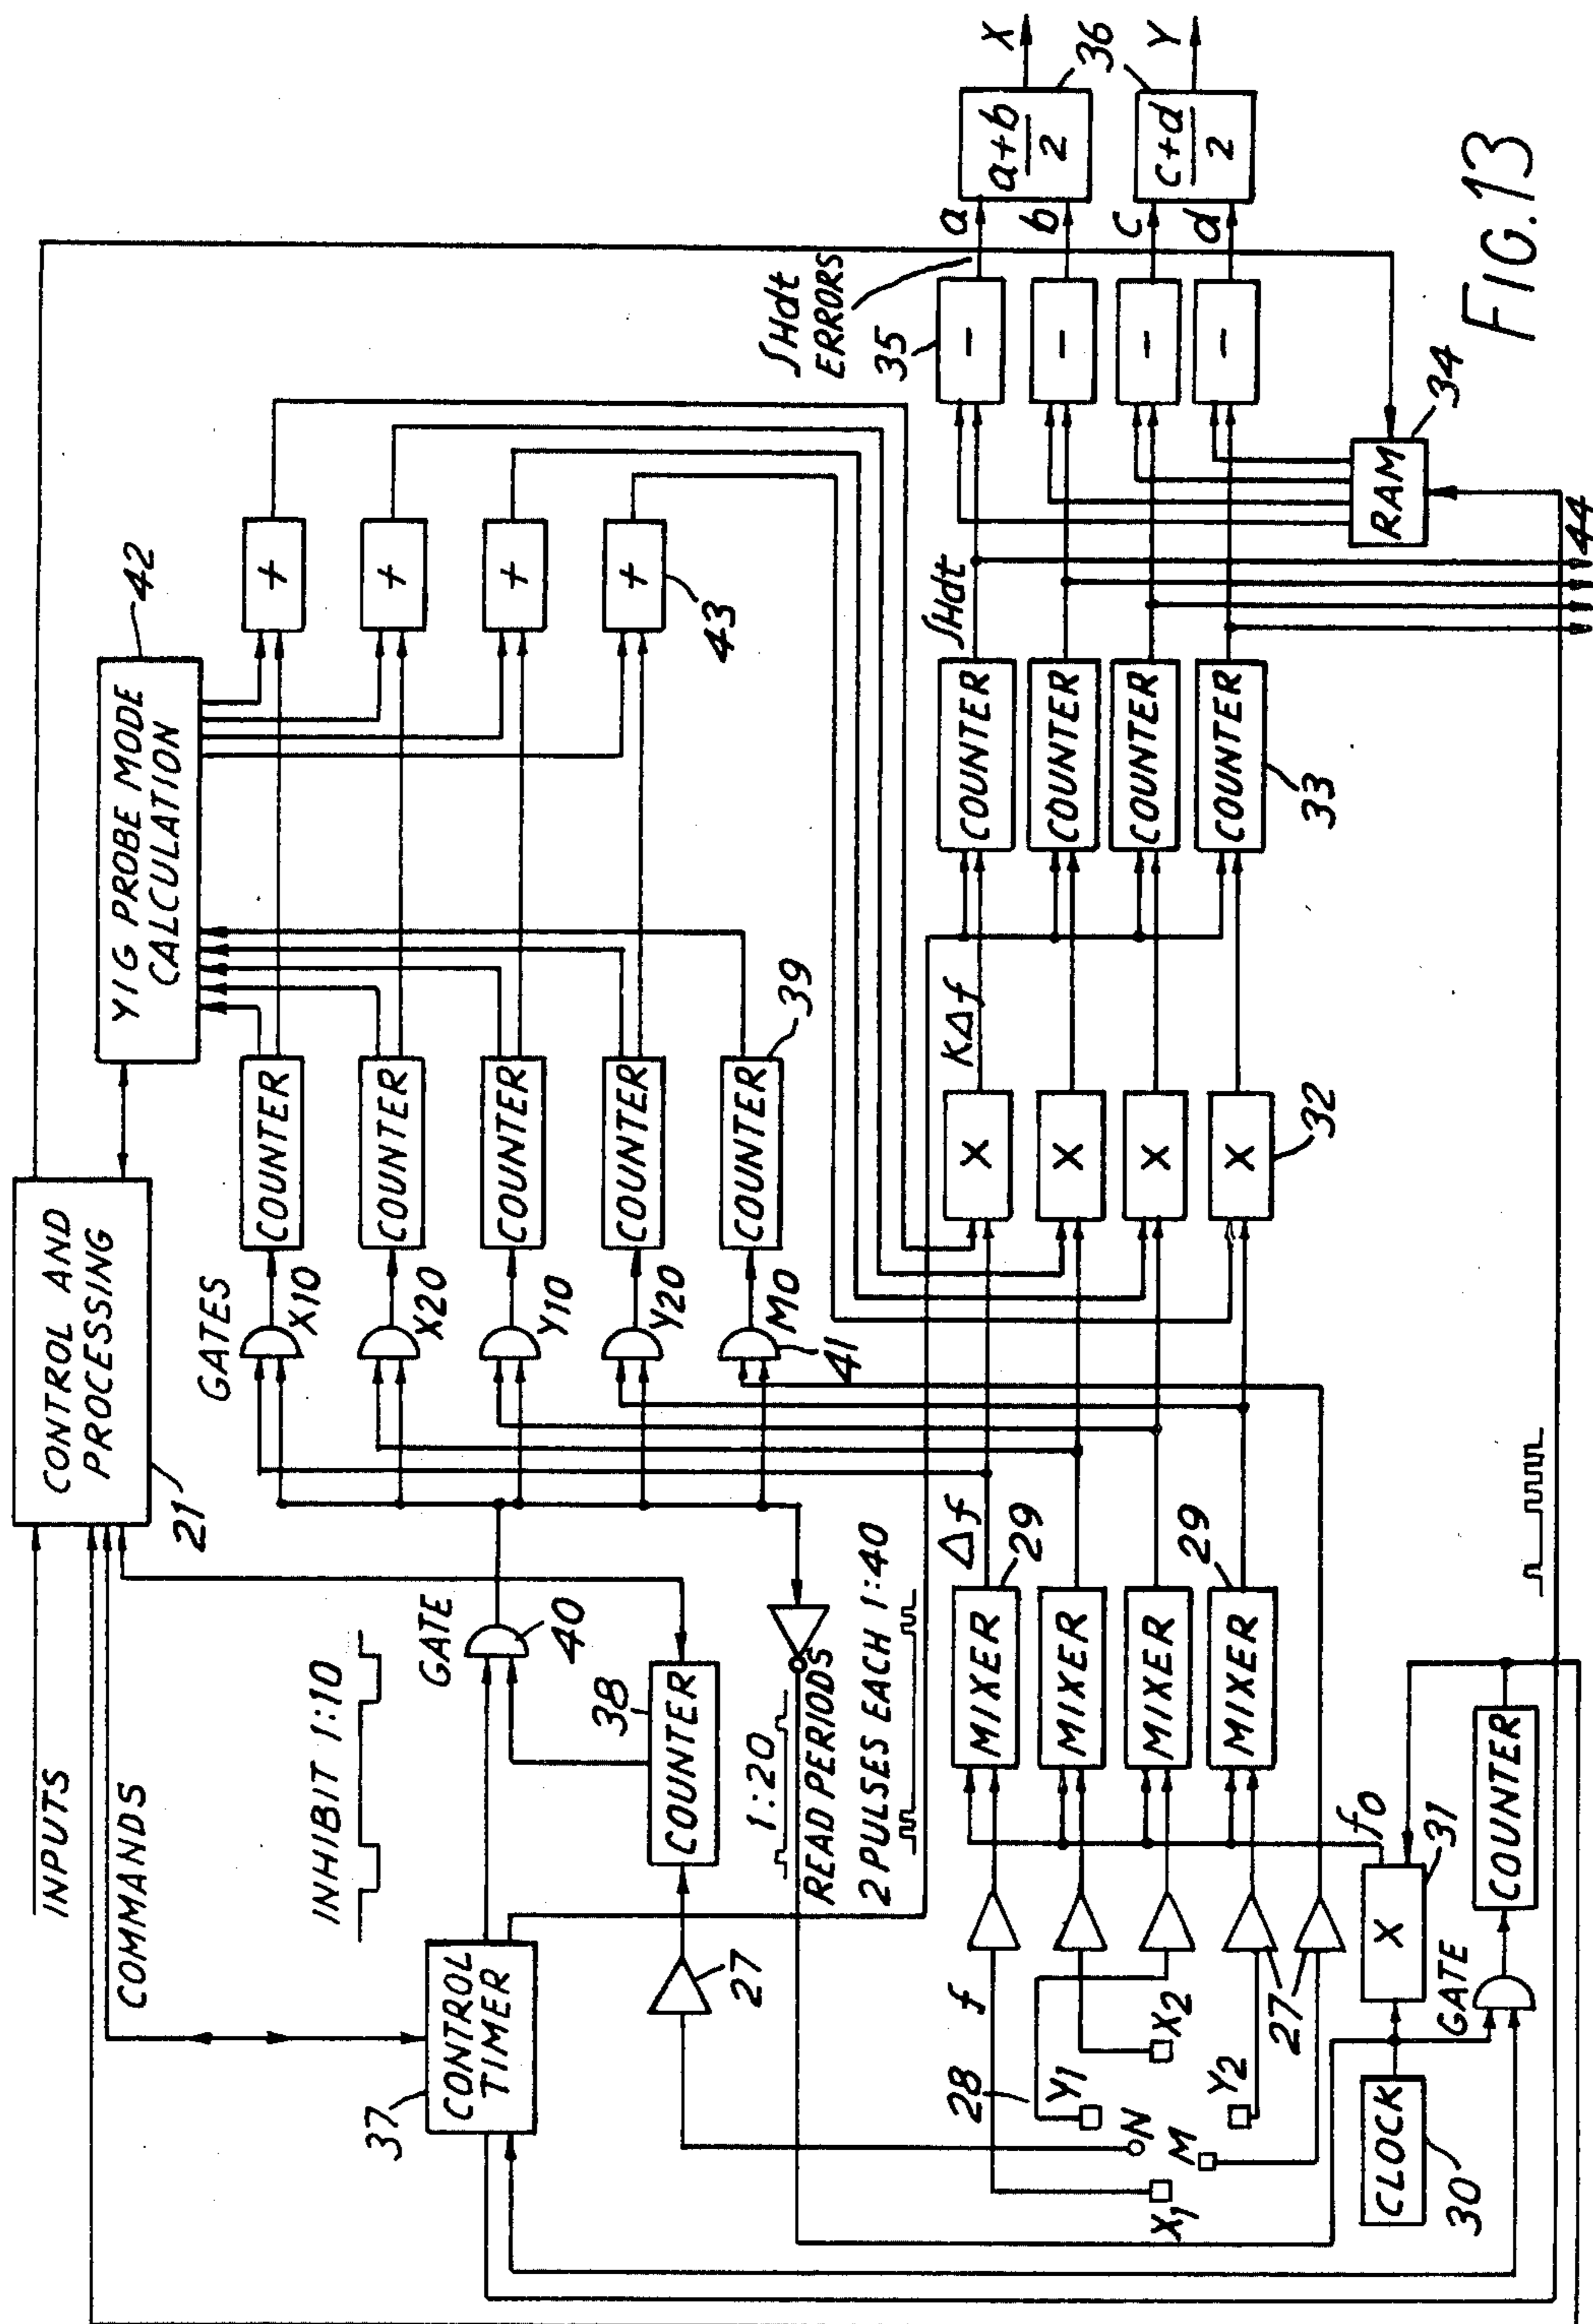 INPUTS
COMMANDS
CONTROL AND
PROCESSING
21
YIG PROBE MODE
CALCULATION
42
INHIBIT 1:10
GATES
37
CONTROL
TIMER
GATE
40
X10
COUNTER
+
X20
COUNTER
+
Y10
COUNTER
+
Y20
COUNTER
+
43
M0
41
COUNTER
39
38
COUNTER
27
1:20
READ PERIODS
2 PULSES EACH 1:40
28
f
MIXER
Δf
29
X
KΔf
COUNTER
∫Hdt
35
-
∫Hdt
ERRORS
a
a+b
2
X
MIXER
X
COUNTER
-
b
36
MIXER
X
COUNTER
-
c
c+d
2
Y
MIXER
29
X
32
COUNTER
33
-
d
X1
Y1
N
M
X2
Y2
27
CLOCK
30
X
31
f0
GATE
COUNTER
RAM
34
44
FIG.13